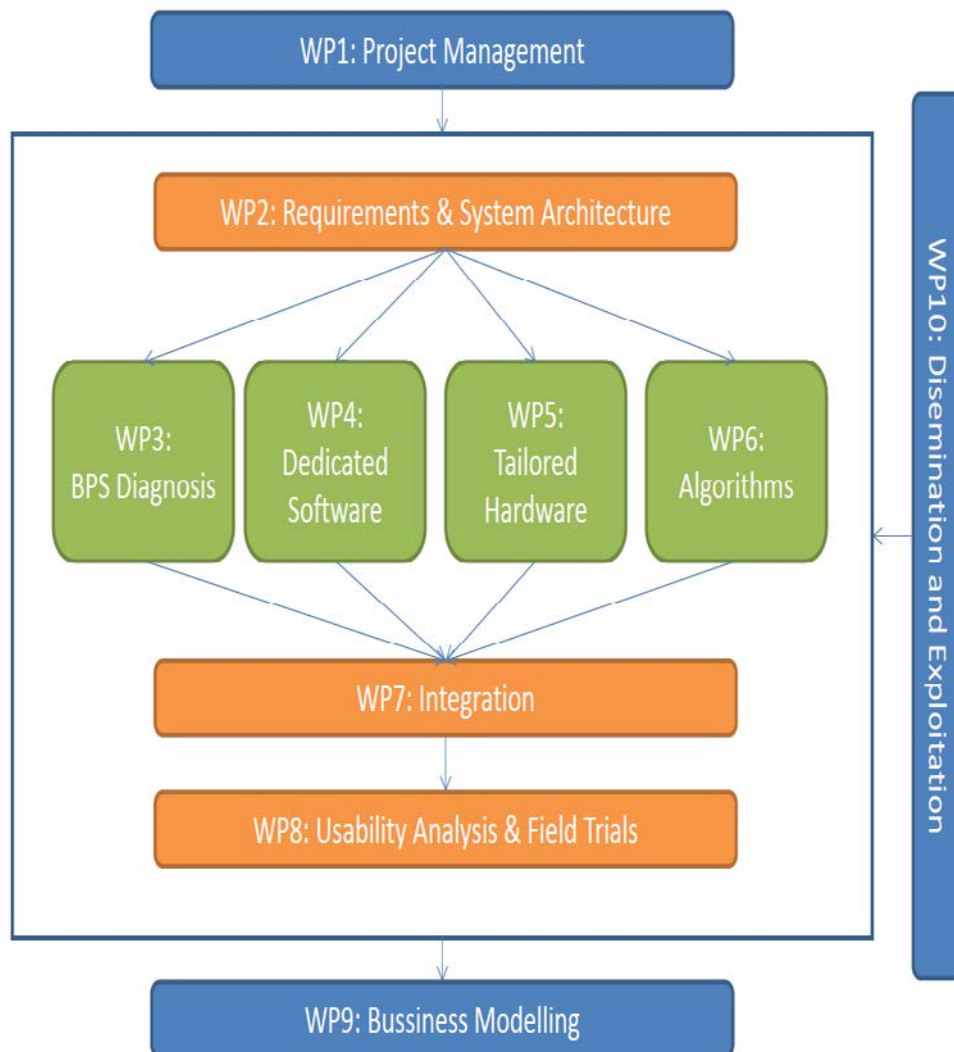 WP1: Project Management
WP2: Requirements & System Architecture
WP3:
BPS Diagnosis
WP4:
Dedicated
Software
WP5:
Tailored
Hardware
WP6:
Algorithms
WP7: Integration
WP8: Usability Analysis & Field Trials
WP9: Bussiness Modelling
WP10: Disemination and Exploitation